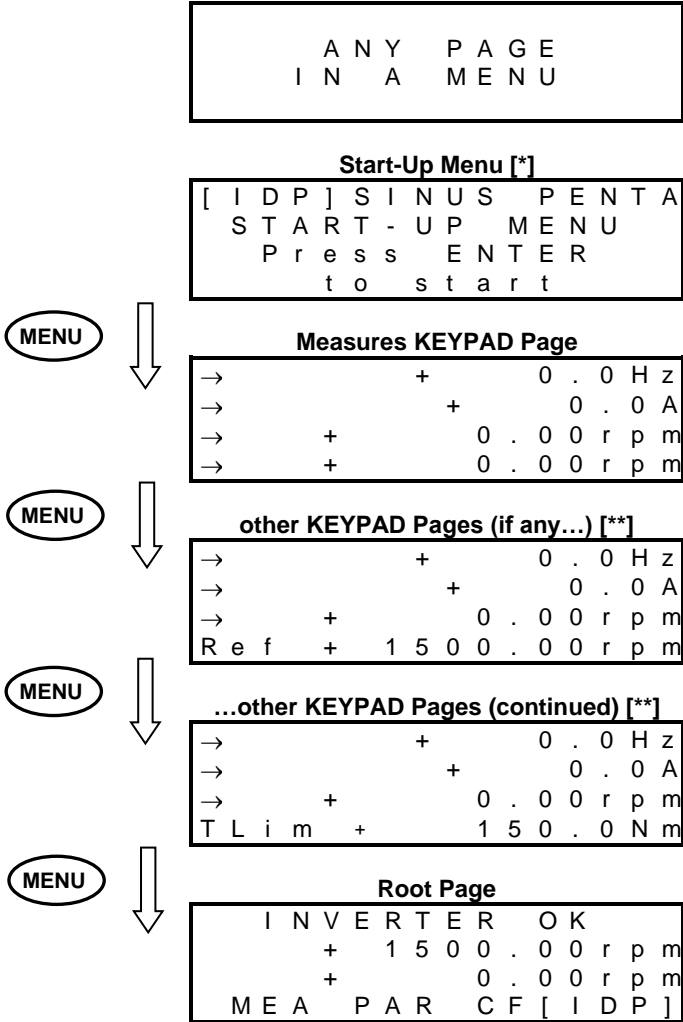 ANY PAGE
IN A MENU
Start-Up Menu [*]
[IDP]SINUS PENTA
START-UP MENU
Press ENTER
to start
MENU
Measures KEYPAD Page
→ + 0.0Hz
→ + 0.0A
→ + 0.00rpm
→ + 0.00rpm
MENU
other KEYPAD Pages (if any…) [**]
→ + 0.0Hz
→ + 0.0A
→ + 0.00rpm
Ref + 1500.00rpm
MENU
…other KEYPAD Pages (continued) [**]
→ + 0.0Hz
→ + 0.0A
→ + 0.00rpm
TLim + 150.0Nm
MENU
Root Page
INVERTER OK
+ 1500.00rpm
+ 0.00rpm
MEA PAR CF[IDP]